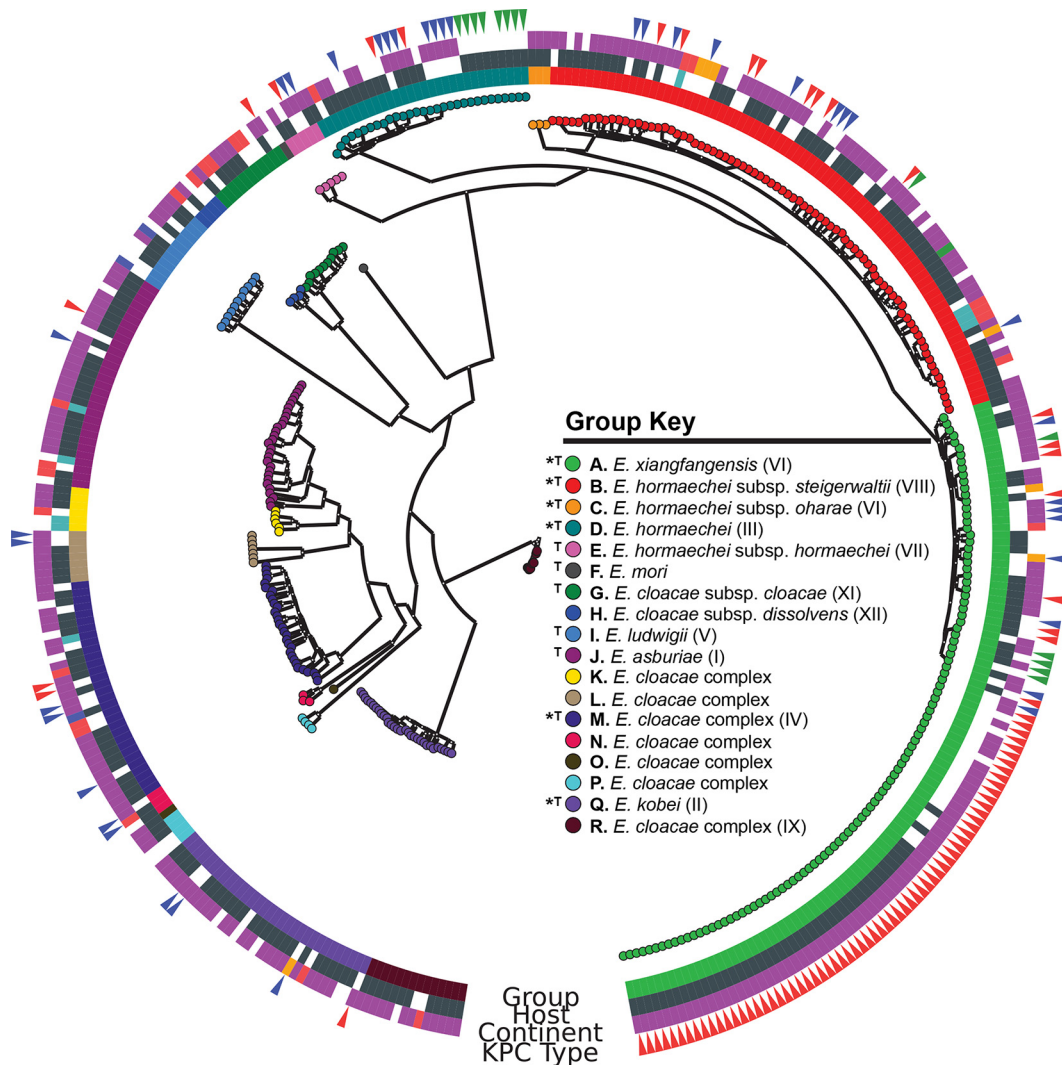 Group Key
*T A. E. xiangfangensis (VI)
*T B. E. hormaechei subsp. steigerwaltii (VIII)
*T C. E. hormaechei subsp. oharae (VI)
*T D. E. hormaechei (III)
T E. E. hormaechei subsp. hormaechei (VII)
T F. E. mori
T G. E. cloacae subsp. cloacae (XI)
H. E. cloacae subsp. dissolvens (XII)
T I. E. ludwigii (V)
T J. E. asburiae (I)
K. E. cloacae complex
L. E. cloacae complex
*T M. E. cloacae complex (IV)
N. E. cloacae complex
O. E. cloacae complex
P. E. cloacae complex
*T Q. E. kobei (II)
R. E. cloacae complex (IX)
Group
Host
Continent
KPC Type